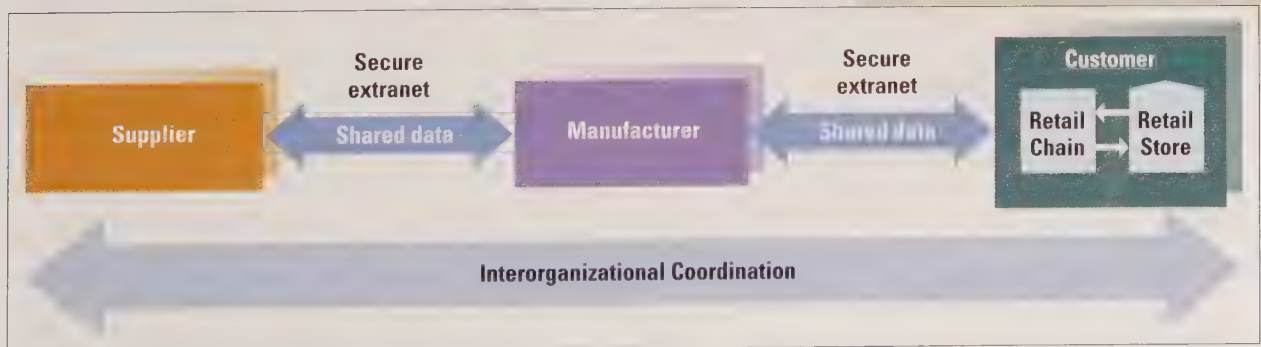 Supplier
Secure
extranet
Shared data
Manufacturer
Secure
extranet
Shared data
Customer
Retail
Chain
Retail
Store
Interorganizational Coordination